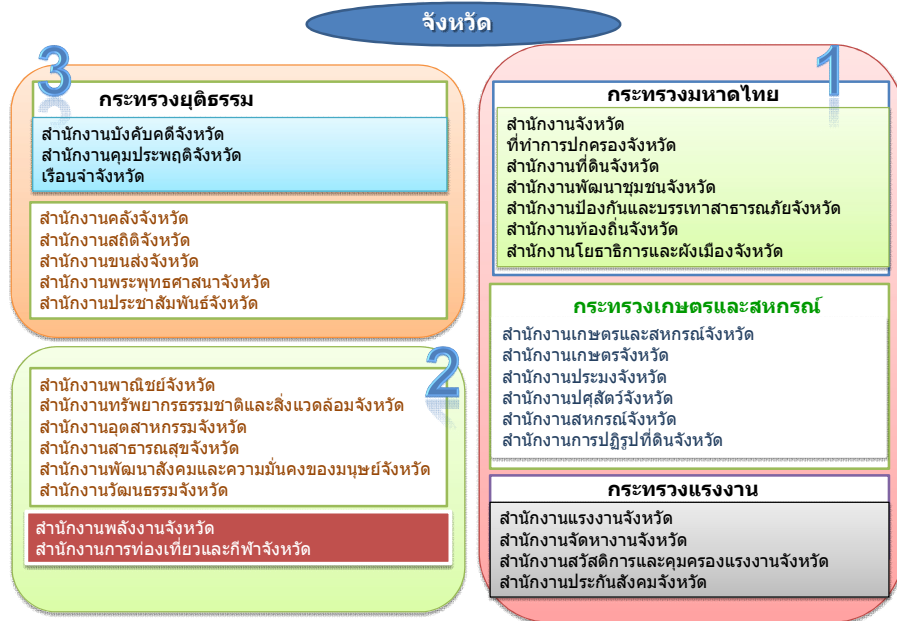 จังหวัด
3
กระทรวงยุติธรรม
สำนักงานบังคับคดีจังหวัด
สำนักงานคุมประพฤติจังหวัด
เรือนจำจังหวัด
สำนักงานคลังจังหวัด
สำนักงานสถิติจังหวัด
สำนักงานขนส่งจังหวัด
สำนักงานพระพุทธศาสนาจังหวัด
สำนักงานประชาสัมพันธ์จังหวัด
2
สำนักงานพาณิชย์จังหวัด
สำนักงานทรัพยากรธรรมชาติและสิ่งแวดล้อมจังหวัด
สำนักงานอุตสาหกรรมจังหวัด
สำนักงานสาธารณสุขจังหวัด
สำนักงานพัฒนาสังคมและความมั่นคงของมนุษย์จังหวัด
สำนักงานวัฒนธรรมจังหวัด
สำนักงานพลังงานจังหวัด
สำนักงานการท่องเที่ยวและกีฬาจังหวัด
1
กระทรวงมหาดไทย
สำนักงานจังหวัด
ที่ทำการปกครองจังหวัด
สำนักงานที่ดินจังหวัด
สำนักงานพัฒนาชุมชนจังหวัด
สำนักงานป้องกันและบรรเทาสาธารณภัยจังหวัด
สำนักงานท้องถิ่นจังหวัด
สำนักงานโยธาธิการและผังเมืองจังหวัด
กระทรวงเกษตรและสหกรณ์
สำนักงานเกษตรและสหกรณ์จังหวัด
สำนักงานเกษตรจังหวัด
สำนักงานประมงจังหวัด
สำนักงานปศุสัตว์จังหวัด
สำนักงานสหกรณ์จังหวัด
สำนักงานการปฏิรูปที่ดินจังหวัด
กระทรวงแรงงาน
สำนักงานแรงงานจังหวัด
สำนักงานจัดหางานจังหวัด
สำนักงานสวัสดิการและคุมครองแรงงานจังหวัด
สำนักงานประกันสังคมจังหวัด